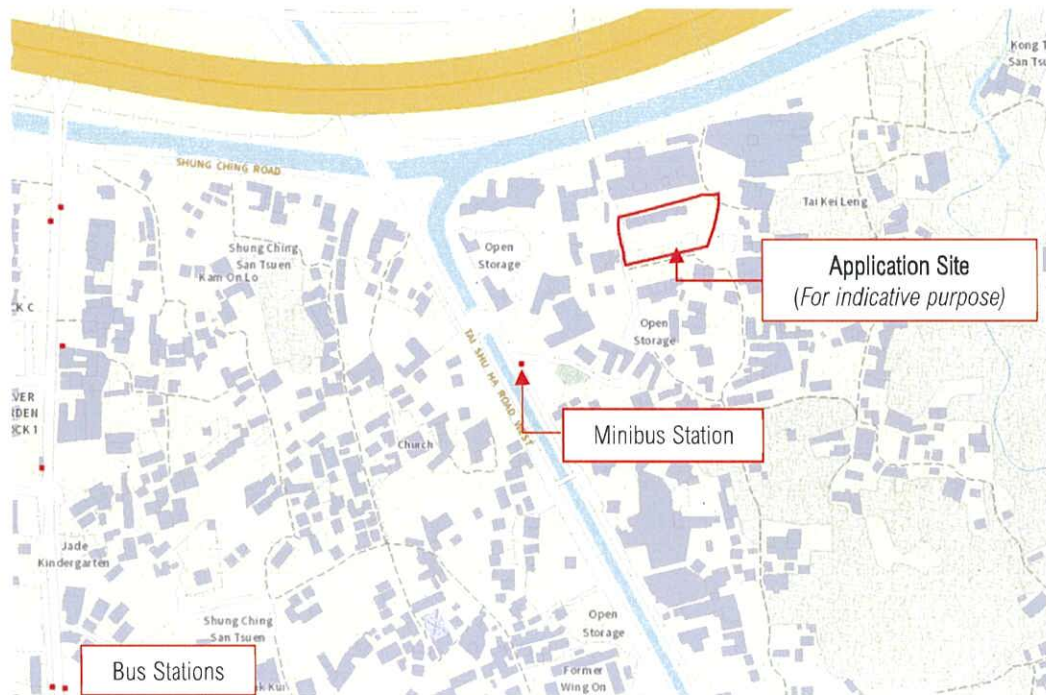 Kong T
San Tsu
SHUNG CHING ROAD
Tai Kei Leng
Shung Ching
San Tsuen
Kam On Lo
Open
Storage
Application Site
(For indicative purpose)
CK C
Open
Storage
TAI SHU HA ROAD WEST
VER
RDEN
OCK 1
Minibus Station
Church
Jade
Kindergarten
Shung Ching
San Tsuen
Open
Storage
Bus Stations
Former
Wing On